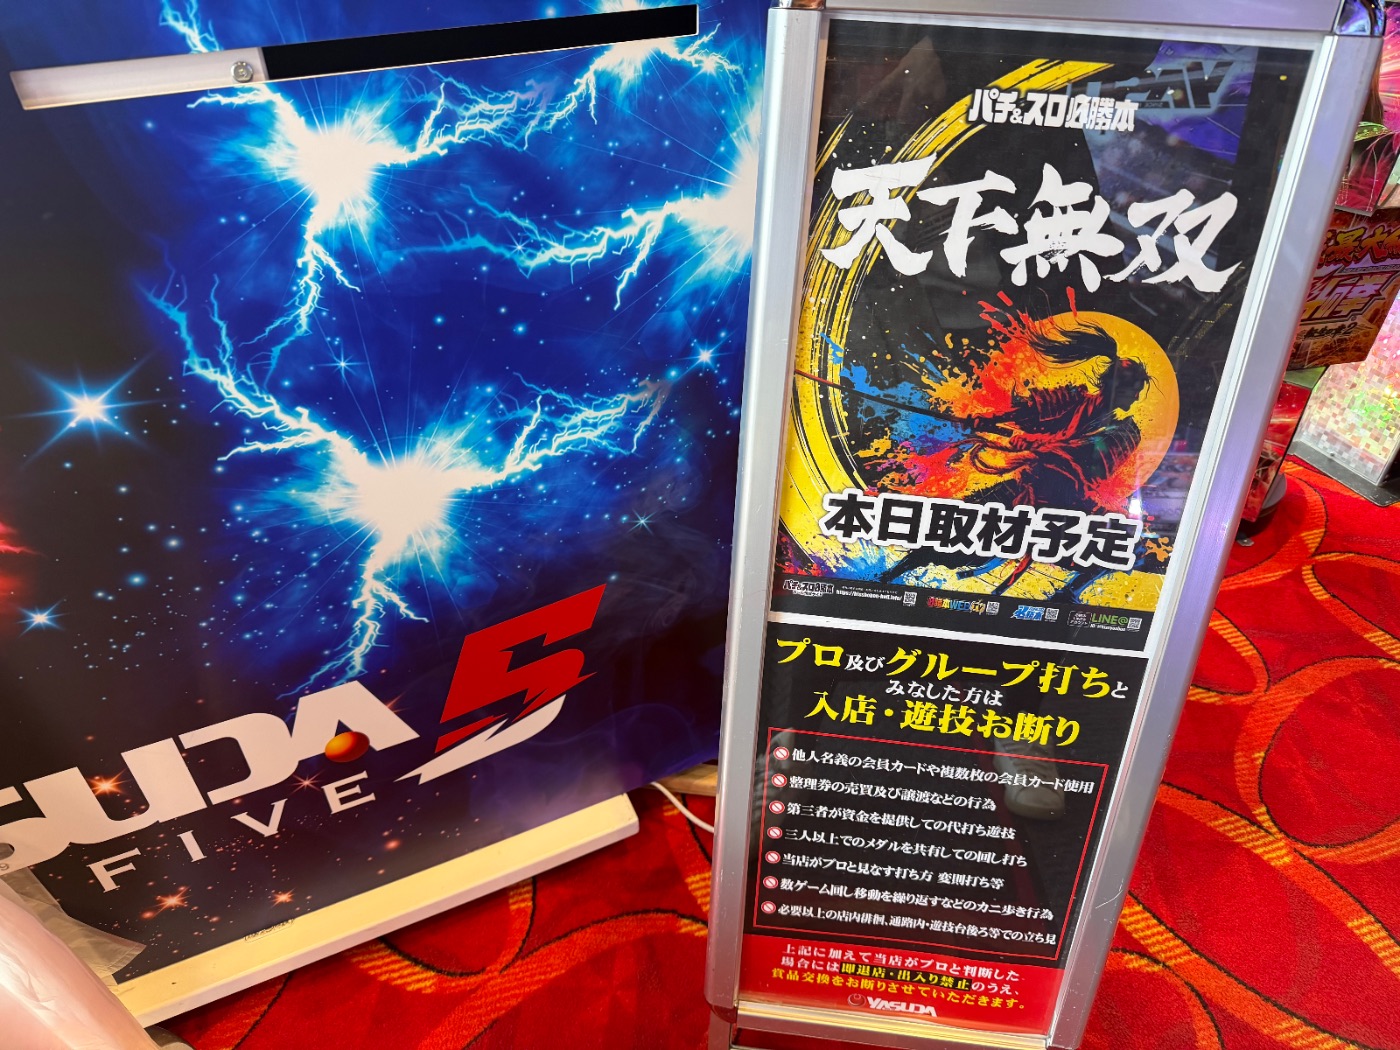 SUDA
5
FIVE
パチ&スロ必勝本
天下無双
本日取材予定
パチ&スロ必勝本
LINE@
プロ及びグループ打ちと
みなした方は
入店・遊技お断り
他人名義の会員カードや複数枚の会員カード使用
整理券の売買及び譲渡などの行為
第三者が資金を提供しての代打ち遊技
三人以上でのメダルを共有しての回し打ち
当店がプロと見なす打ち方 変則打ち等
数ゲーム回し移動を繰り返すなどのカニ歩き行為
必要以上の店内徘徊、通路内・遊技台後ろ等での立ち見
上記に加えて当店がプロと判断した
場合には即退店・出入り禁止のうえ、
賞品交換をお断りさせていただきます。
YASUDA